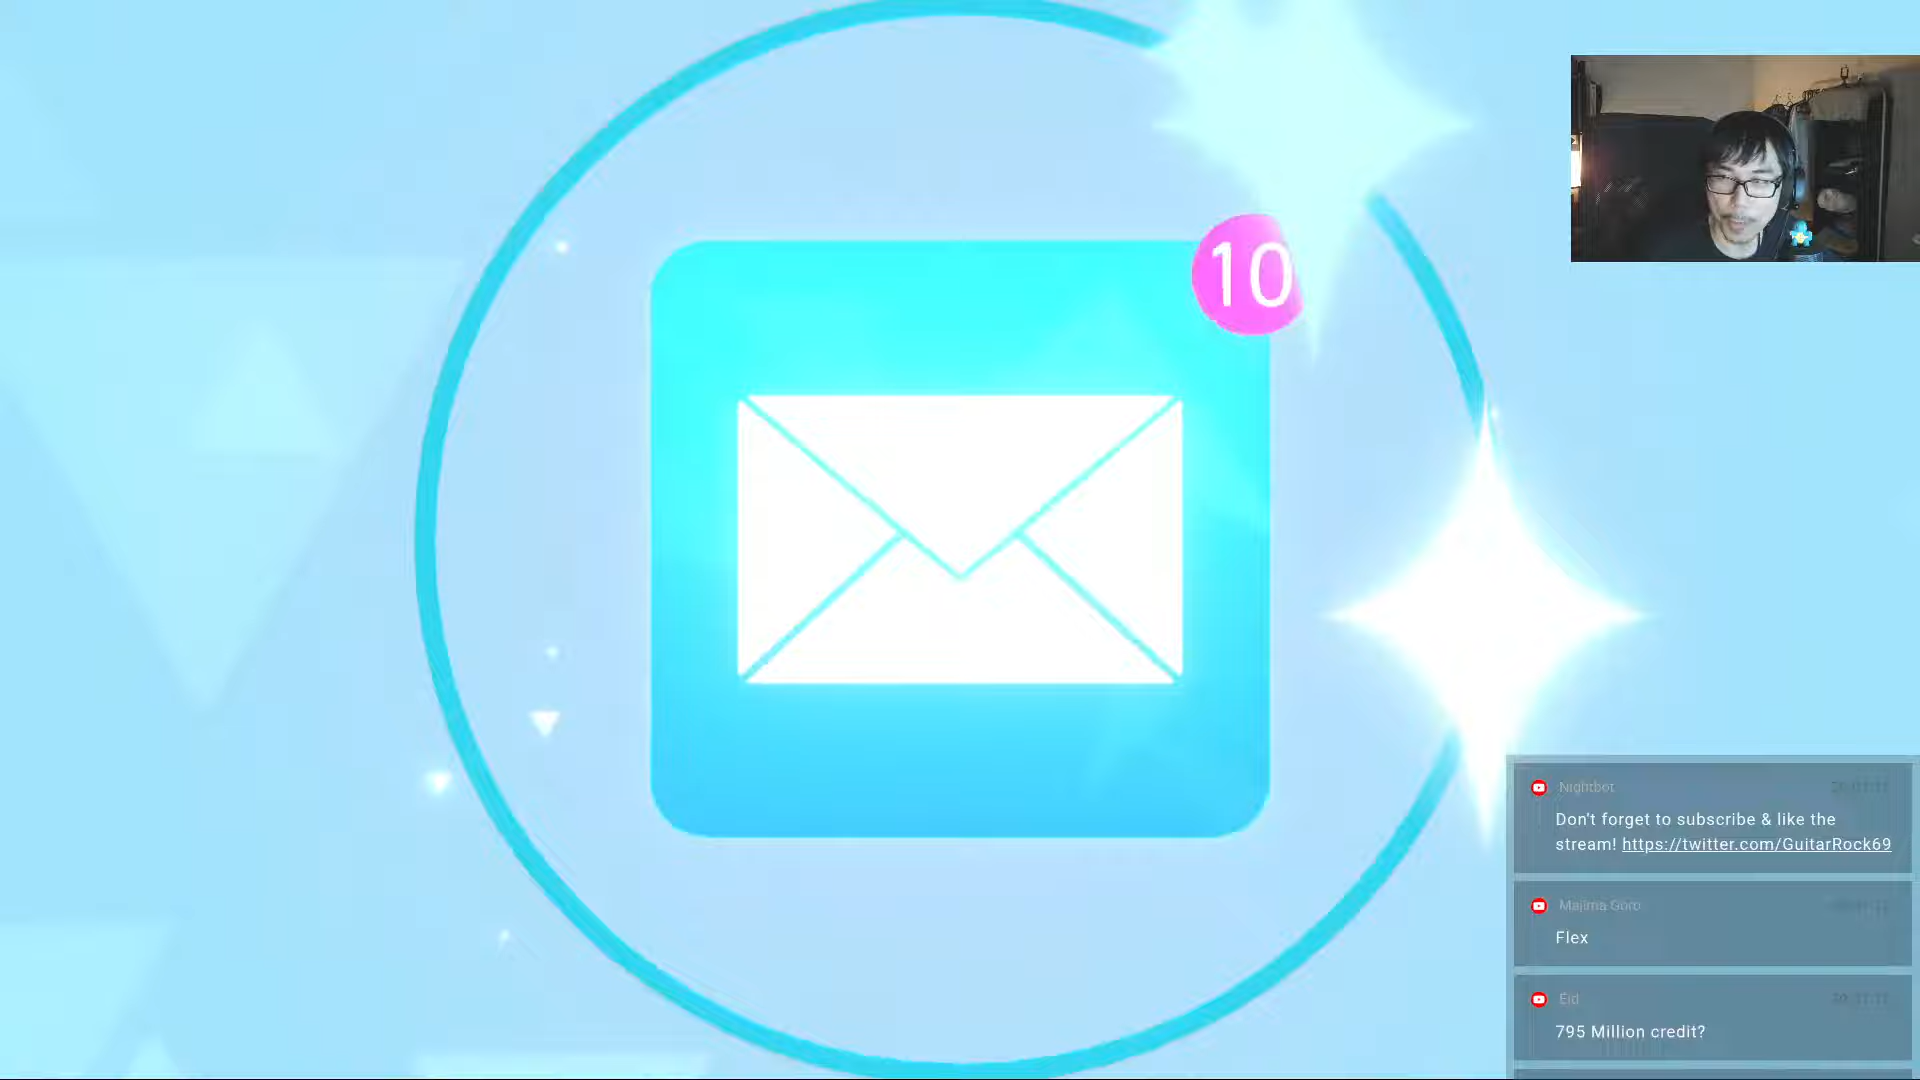 10
Nightbot
Don't forget to subscribe & like the
stream! https://twitter.com/GuitarRock69
Majima Goro
Flex
Eid
795 Million credit?